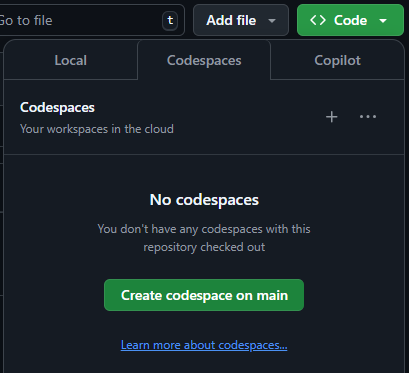 Go to file t Add file <> Code
Local Codespaces Copilot
Codespaces
Your workspaces in the cloud
No codespaces
You don't have any codespaces with this
repository checked out
Create codespace on main
Learn more about codespaces...